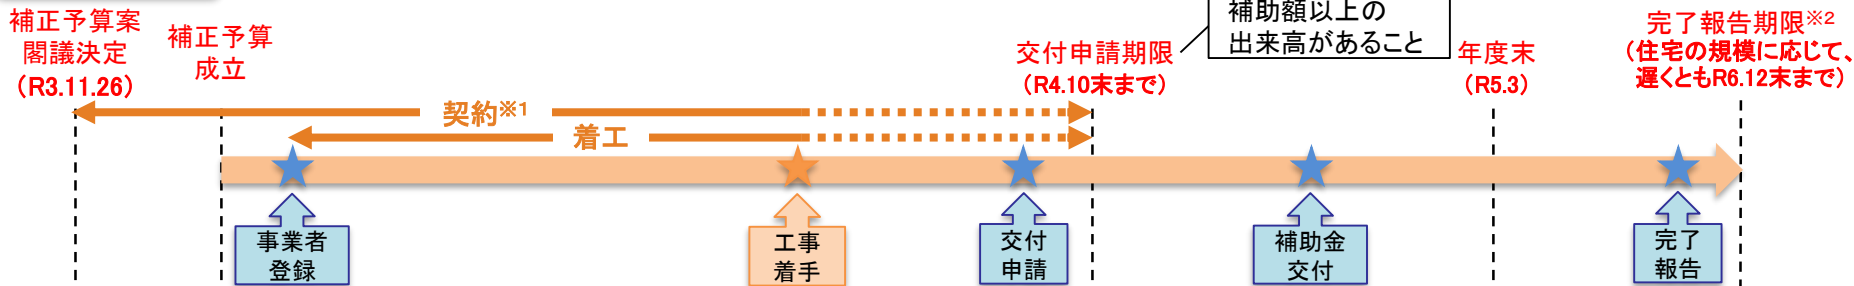 補正予算案
閣議決定
（R3.11.26）
補正予算
成立
補助額以上の
出来高があること
交付申請期限
（R4.10末まで）
年度末
（R5.3）
完了報告期限※2
（住宅の規模に応じて、
遅くともR6.12末まで）
契約※1
着工
事業者
登録
工事
着手
交付
申請
補助金
交付
完了
報告